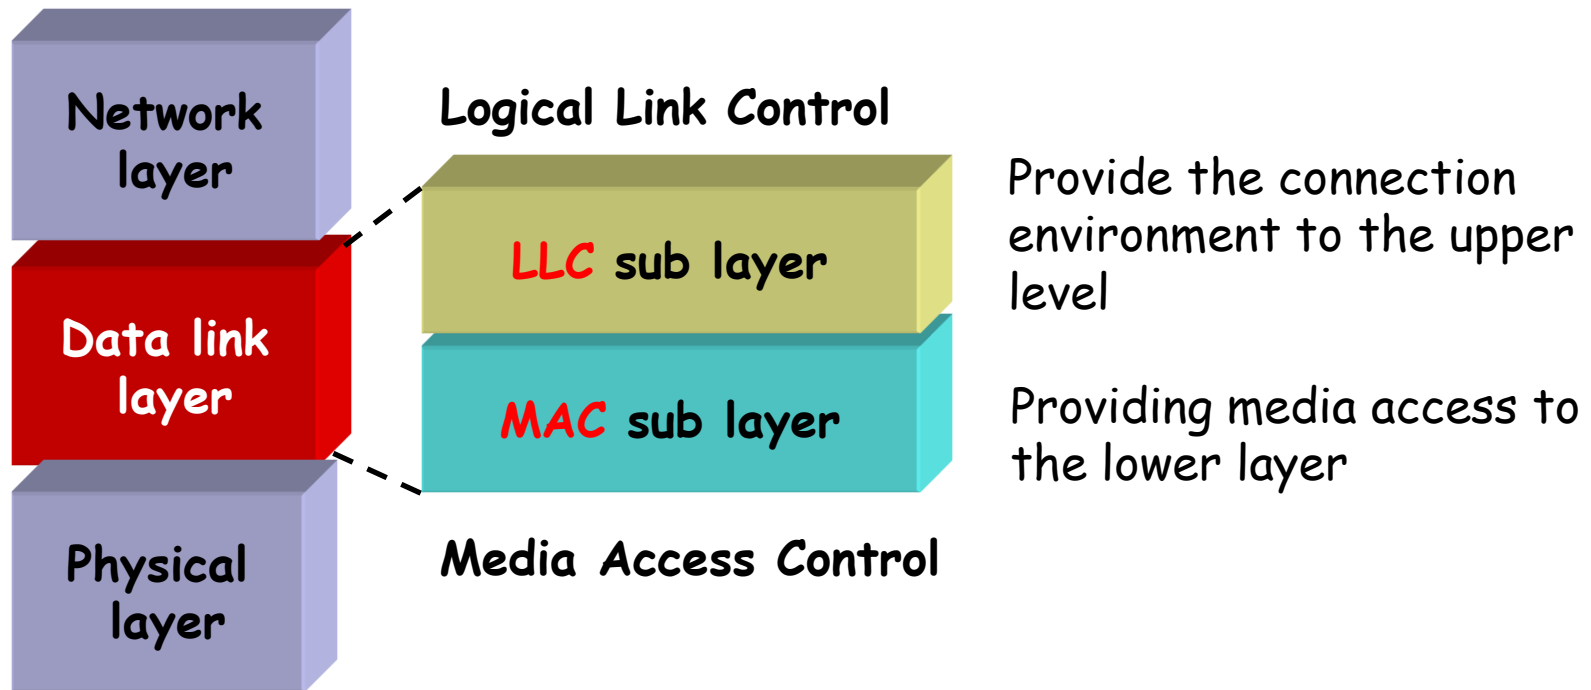 Network
layer
Data link
layer
Physical
layer
Logical Link Control
LLC sub layer
MAC sub layer
Media Access Control
Provide the connection
environment to the upper
level
Providing media access to
the lower layer